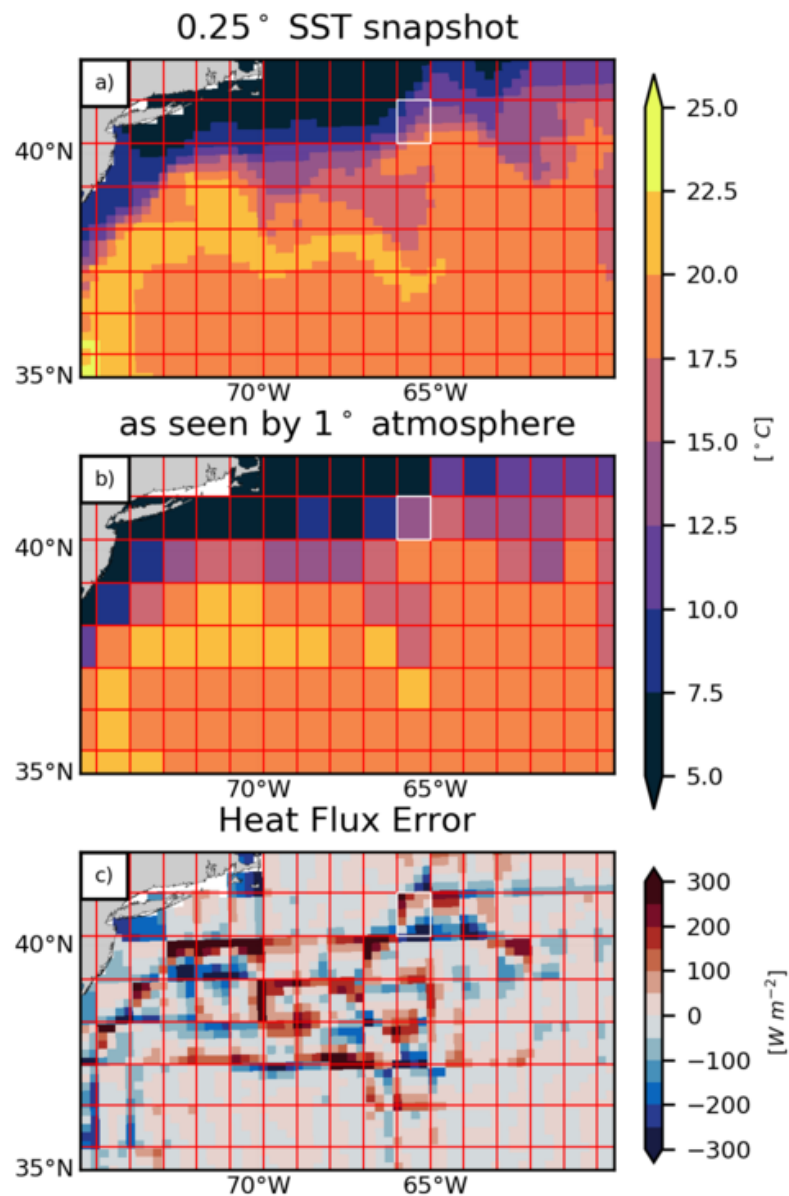 0.25° SST snapshot
a)
40°N
35°N
70°W
65°W
as seen by 1° atmosphere
b)
40°N
35°N
70°W
65°W
25.0
22.5
20.0
17.5
15.0
12.5
10.0
7.5
5.0
[°C]
Heat Flux Error
c)
40°N
35°N
70°W
65°W
300
200
100
0
−100
−200
−300
[W m⁻²]